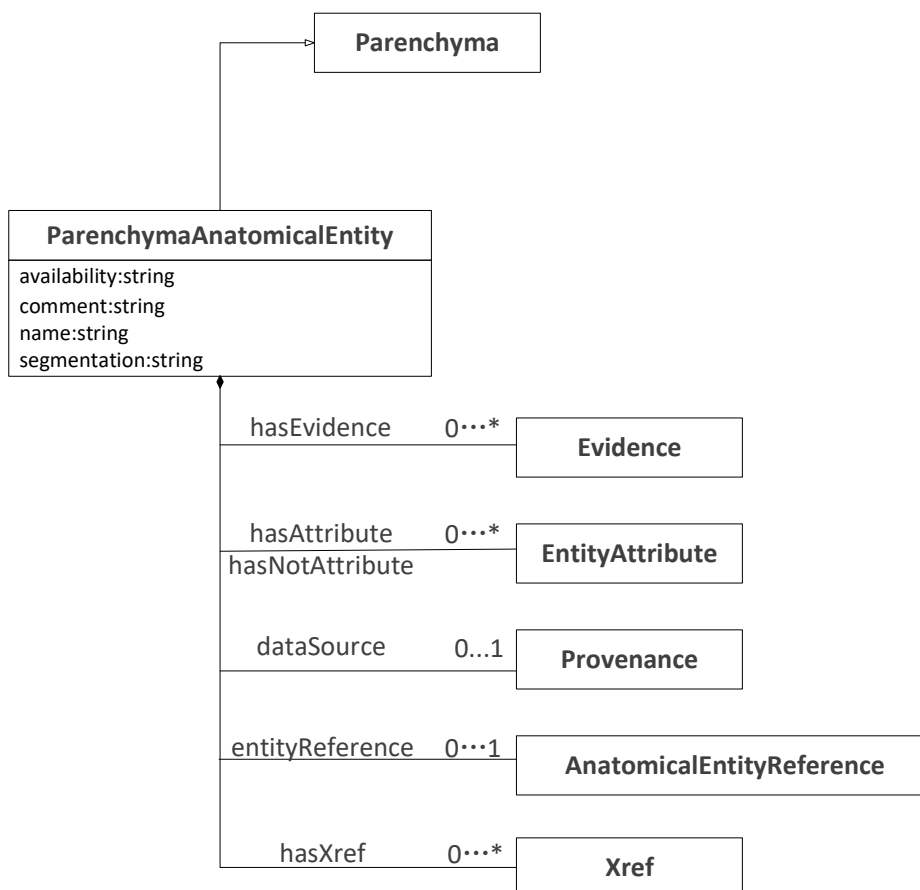 Parenchyma
ParenchymaAnatomicalEntity
availability:string
comment:string
name:string
segmentation:string
hasEvidence 0···*
Evidence
hasAttribute 0···*
hasNotAttribute
EntityAttribute
dataSource 0...1
Provenance
entityReference 0···1
AnatomicalEntityReference
hasXref 0···*
Xref